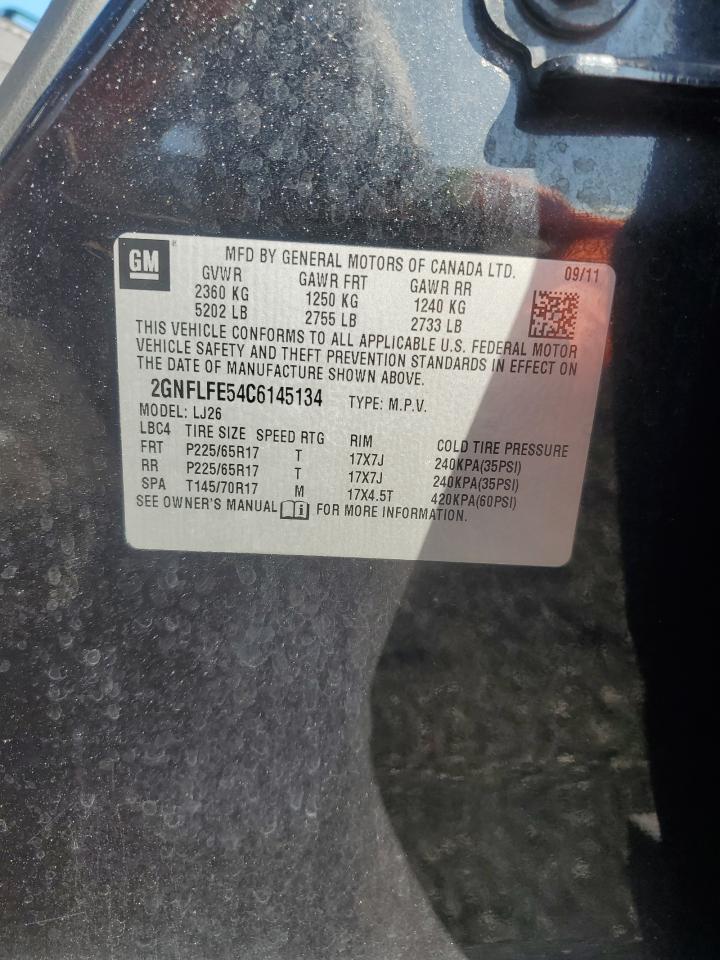 GM®
MFD BY GENERAL MOTORS OF CANADA LTD. 09/11
GVWR GAWR FRT GAWR RR
2360 KG 1250 KG 1240 KG
5202 LB 2755 LB 2733 LB
THIS VEHICLE CONFORMS TO ALL APPLICABLE U.S. FEDERAL MOTOR
VEHICLE SAFETY AND THEFT PREVENTION STANDARDS IN EFFECT ON
THE DATE OF MANUFACTURE SHOWN ABOVE.
2GNFLFE54C6145134 TYPE: M.P.V.
MODEL: LJ26
LBC4 TIRE SIZE SPEED RTG RIM COLD TIRE PRESSURE
FRT P225/65R17 T 17X7J 240KPA(35PSI)
RR P225/65R17 T 17X7J 240KPA(35PSI)
SPA T145/70R17 M 17X4.5T 420KPA(60PSI)
SEE OWNER'S MANUAL i FOR MORE INFORMATION.